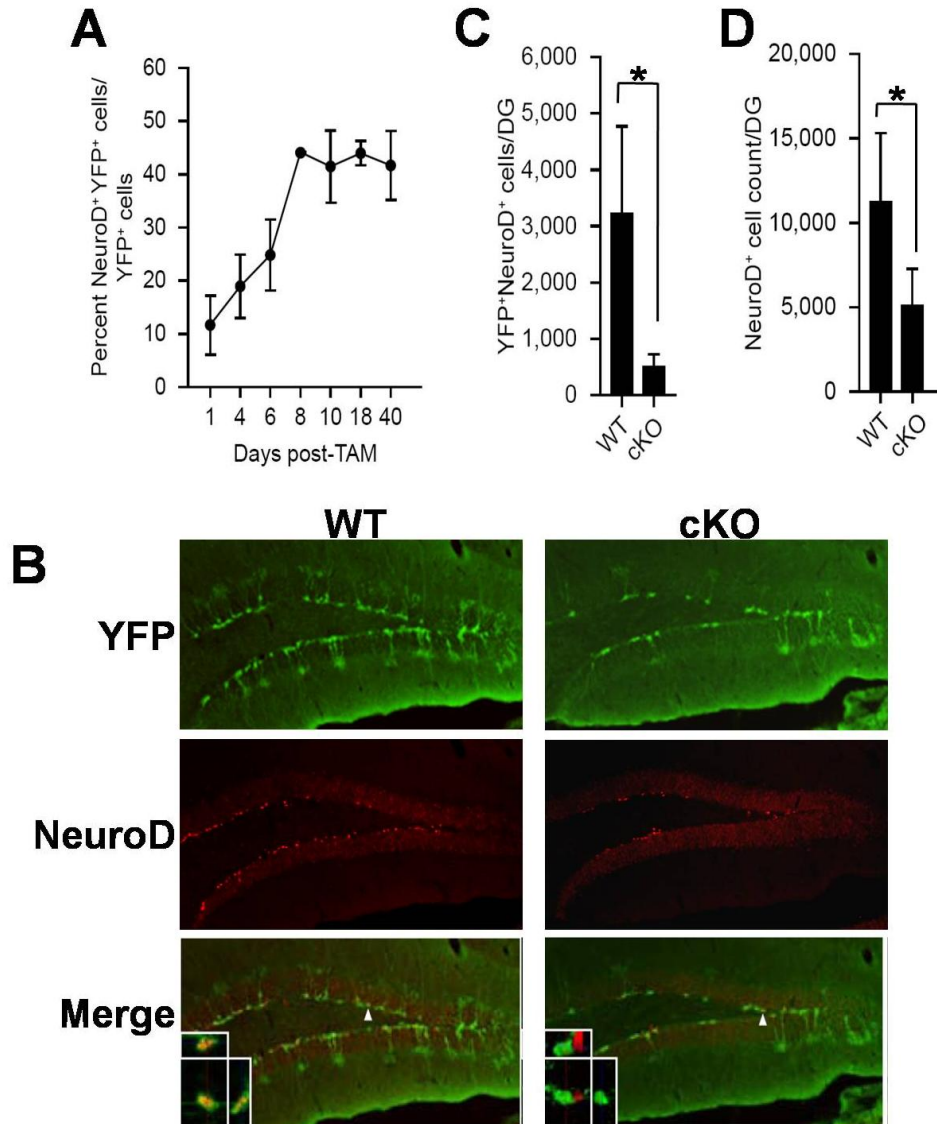 A
Percent NeuroD+ YFP+ cells/
YFP+ cells
60
50
40
30
20
10
0
1 4 6 8 10 18 40
Days post-TAM
C
YFP+NeuroD+ cells/DG
6,000
5,000
4,000
3,000
2,000
1,000
0
*
WT
cKO
D
NeuroD+ cell count/DG
20,000
15,000
10,000
5,000
0
*
WT
cKO
B
WT cKO
YFP
NeuroD
Merge